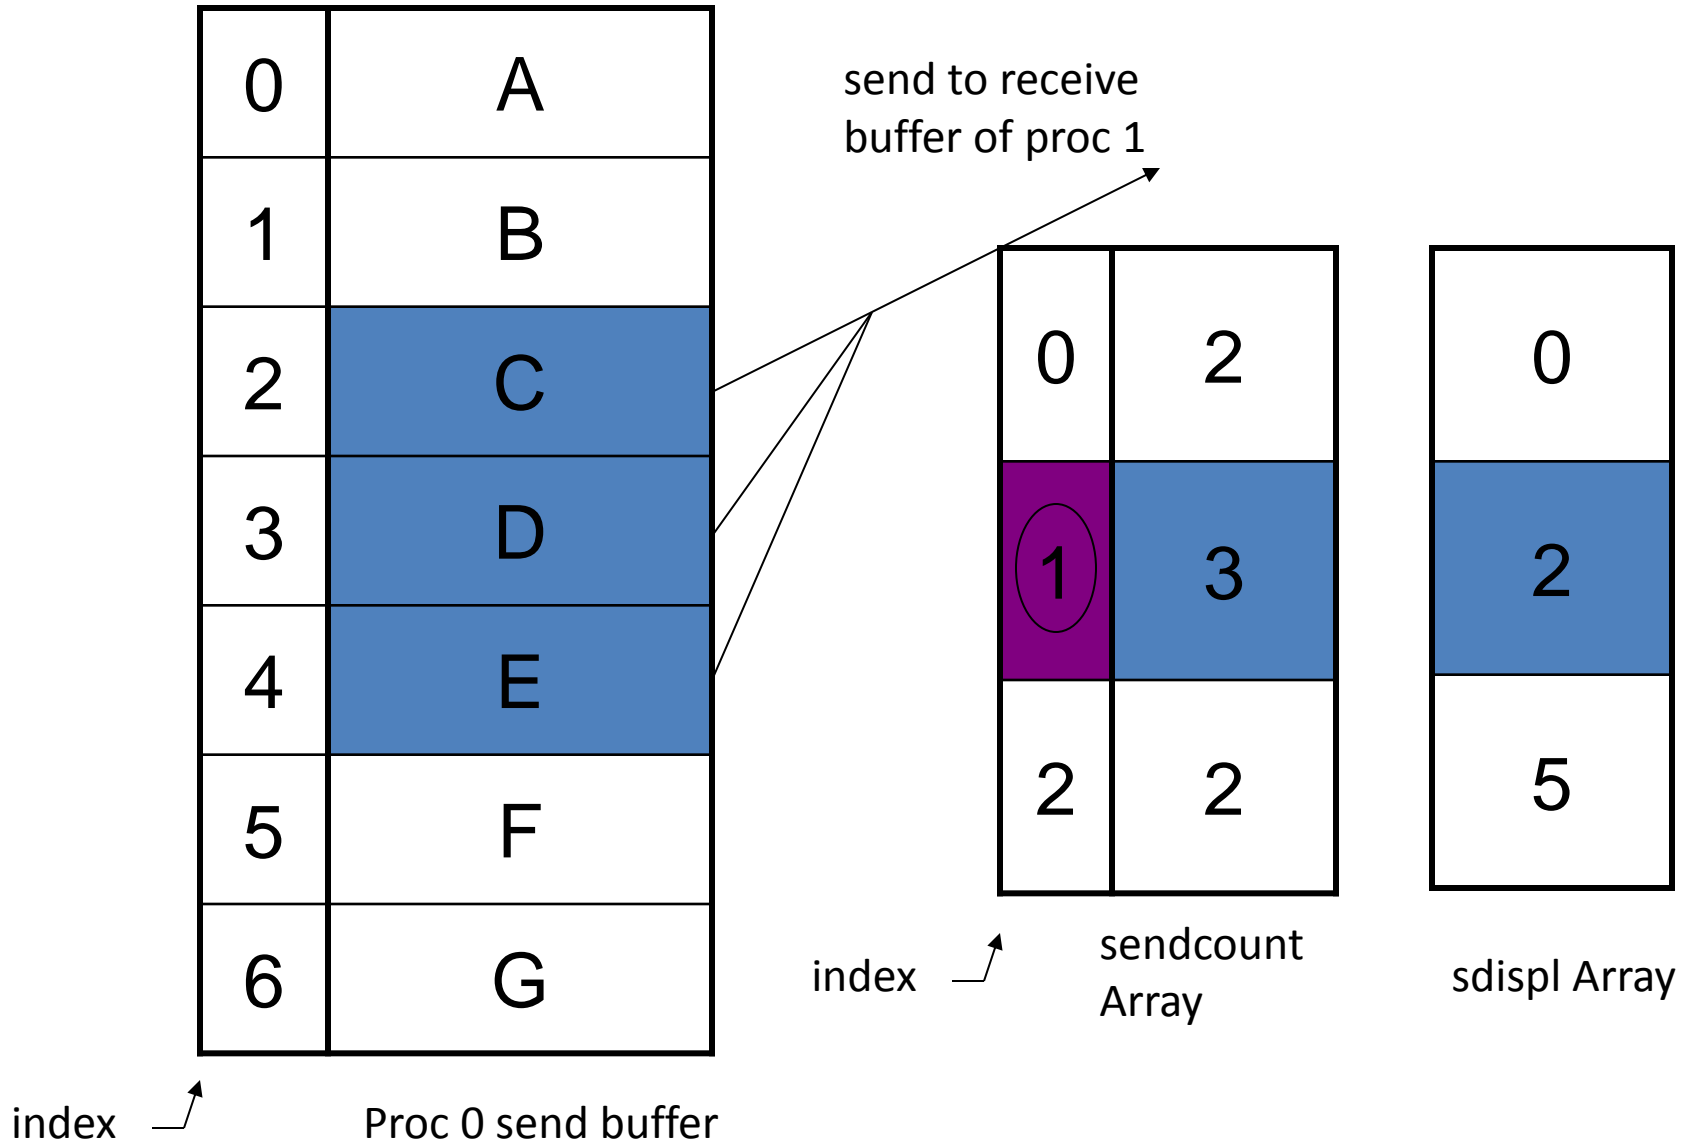 0 A
1 B
2 C
3 D
4 E
5 F
6 G
index
Proc 0 send buffer
send to receive
buffer of proc 1
0 2
1 3
2 2
index
sendcount
Array
0
2
5
sdispl Array